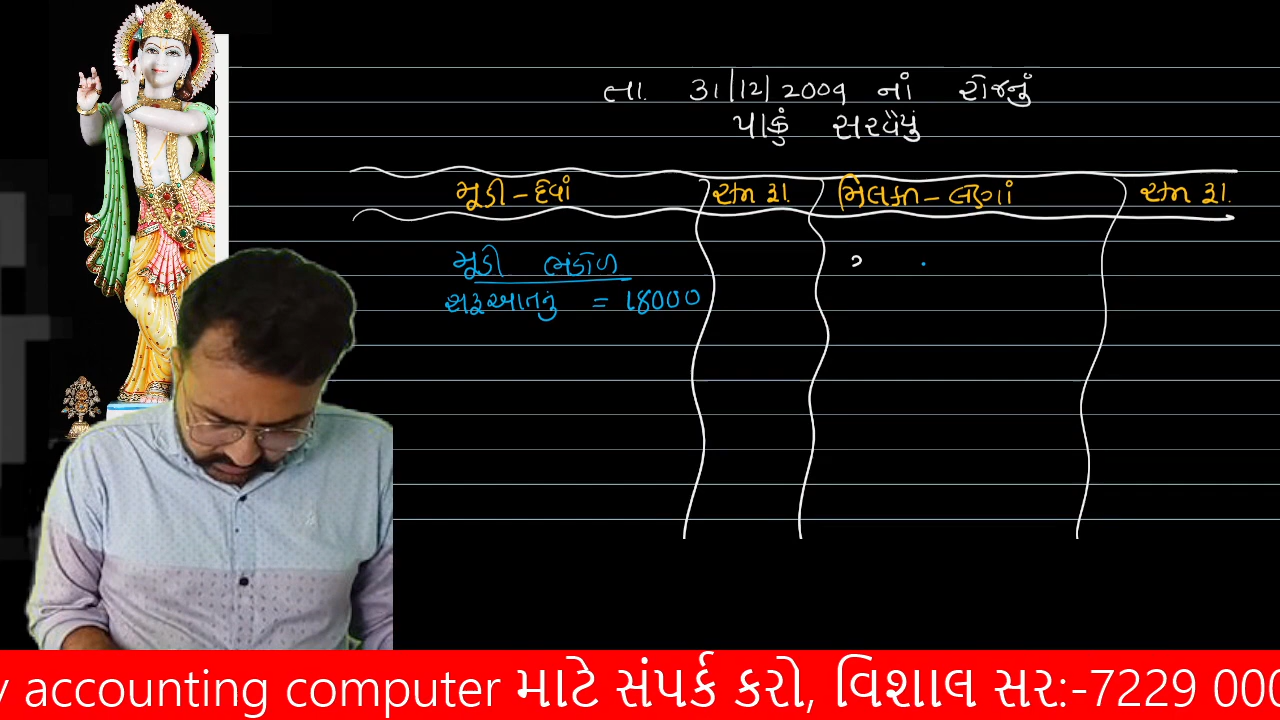 તા. 31/12/2009 નાં રોજનું
પાકું સરવૈયું
મૂડી - દેવાં રકમ રૂ. મિલકત - લેણાં રકમ રૂ.
મૂડી ભંડોળ
શરૂઆતનું = 18000
y accounting computer માટે સંપર્ક કરો, વિશાલ સર:-7229 000